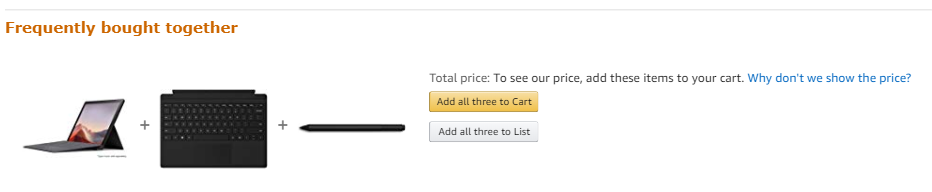 Frequently bought together
Total price: To see our price, add these items to your cart. Why don't we show the price?
+
+
Add all three to Cart
Add all three to List